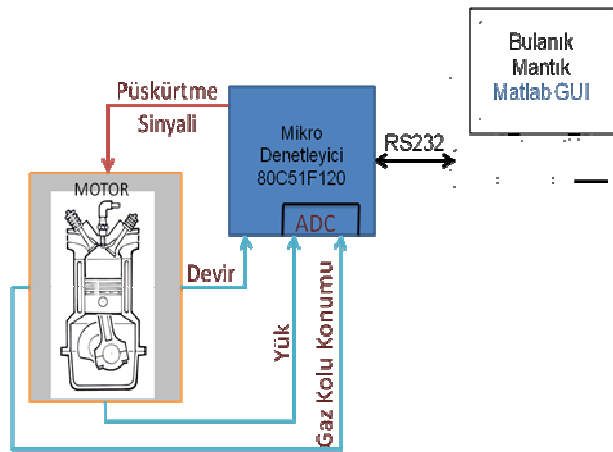 Bulanık
Mantık
Matlab GUI
Püskürtme
Sinyali
Mikro
Denetleyici
80C51F120
RS232
MOTOR
ADC
Devir
Yük
Gaz Kolu Konumu